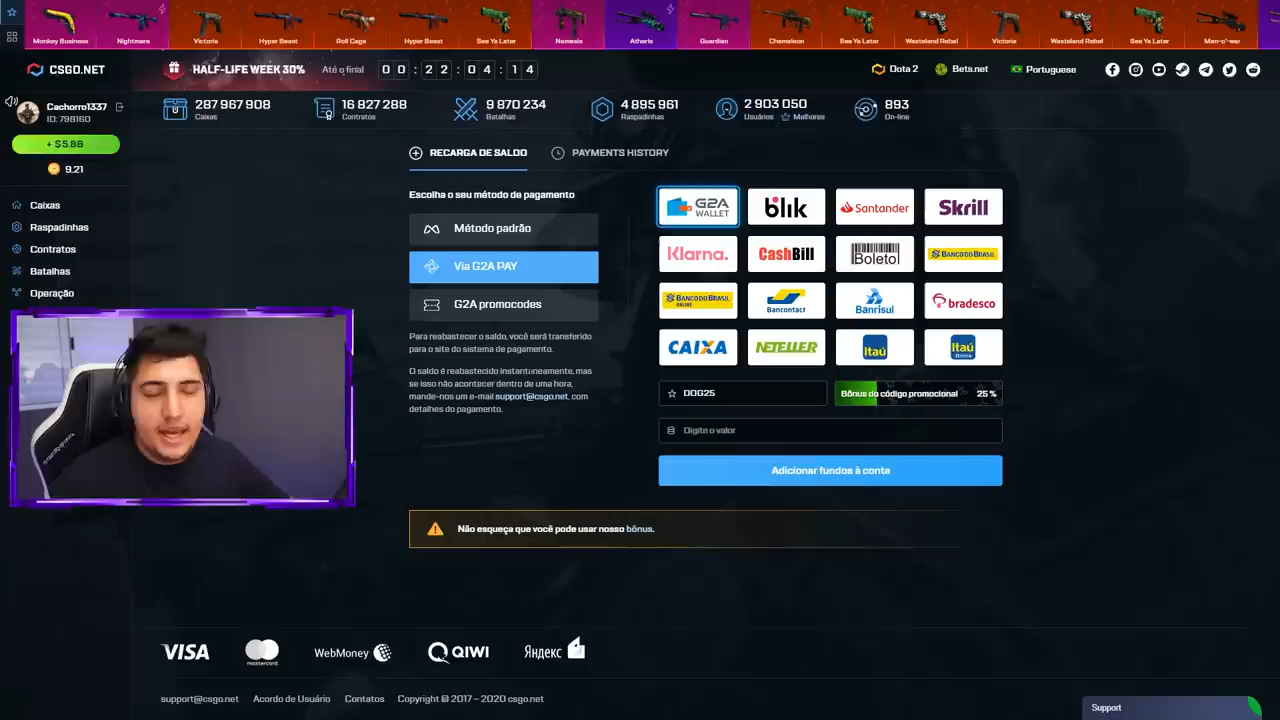 Monkey Business
Nightmare
Victoria
Hyper Beast
Roll Cage
Hyper Beast
See Ya Later
Nemesis
Atheris
Guardian
Chameleon
See Ya Later
Wasteland Rebel
Victoria
Wasteland Rebel
See Ya Later
Man-o'-war
CSGO.NET
HALF-LIFE WEEK 30%
Até o final
00:22:04:14
Dota 2
Bets.net
Portuguese
Cachorro1337
ID: 798160
+ $5.88
9.21
287 967 908
Caixas
16 827 288
Contratos
9 870 234
Batalhas
4 895 961
Raspadinhas
2 903 050
Usuários
Melhores
893
On-line
Caixas
Raspadinhas
Contratos
Batalhas
Operação
RECARGA DE SALDO
PAYMENTS HISTORY
Escolha o seu método de pagamento
Método padrão
Via G2A PAY
G2A promocodes
Para reabastecer o saldo, você será transferido
para o site do sistema de pagamento.
O saldo é reabastecido instantâneamente, mas
se isso não acontecer dentro de uma hora,
mande-nos um e-mail support@csgo.net, com
detalhes do pagamento.
G2A
WALLET
blik
Santander
Skrill
Klarna.
CashBill
Boleto
BANCO DO BRASIL
BANCO DO BRASIL
ONLINE
Bancontact
Banrisul
bradesco
CAIXA
NETELLER
Itaú
Itaú
Online
DOG25
Bônus do código promocional 25 %
Digite o valor
Adicionar fundos à conta
Não esqueça que você pode usar nosso bônus.
VISA
mastercard
WebMoney
QIWI
Яндекс
support@csgo.net
Acordo de Usuário
Contatos
Copyright © 2017 – 2020 csgo.net
Support